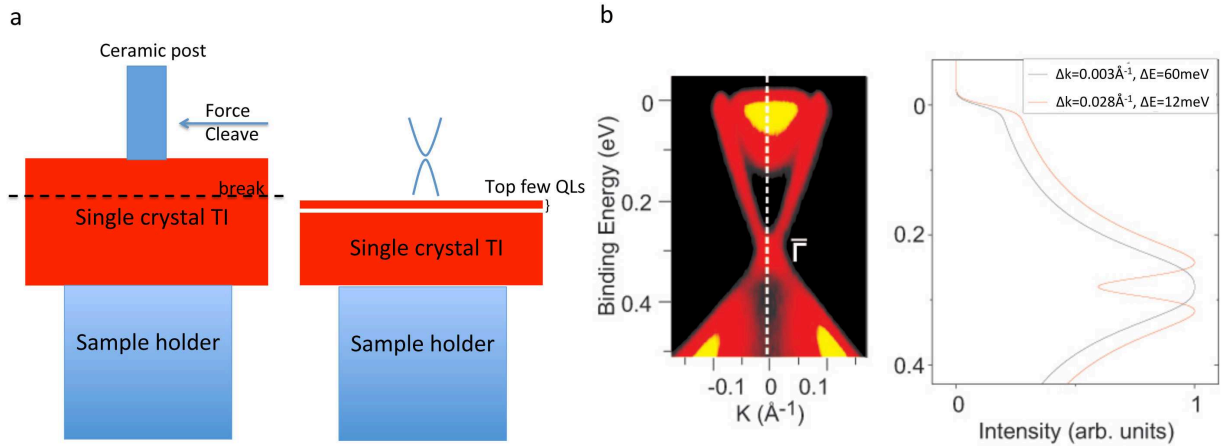 a
Ceramic post
Force
Cleave
break
Single crystal TI
Sample holder
Top few QLs
}
Single crystal TI
Sample holder
b
Binding Energy (eV)
0
0.2
0.4
Γ̅
-0.1 0 0.1
K (Å⁻¹)
Δk=0.003Å⁻¹, ΔE=60meV
Δk=0.028Å⁻¹, ΔE=12meV
0
0.2
0.4
0 1
Intensity (arb. units)